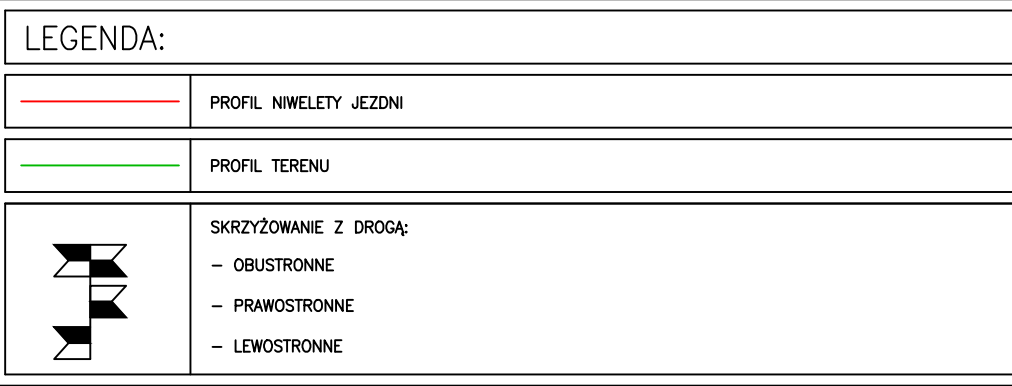 LEGENDA:
PROFIL NIWELETY JEZDNI
PROFIL TERENU
SKRZYŻOWANIE Z DROGĄ:
– OBUSTRONNE
– PRAWOSTRONNE
– LEWOSTRONNE